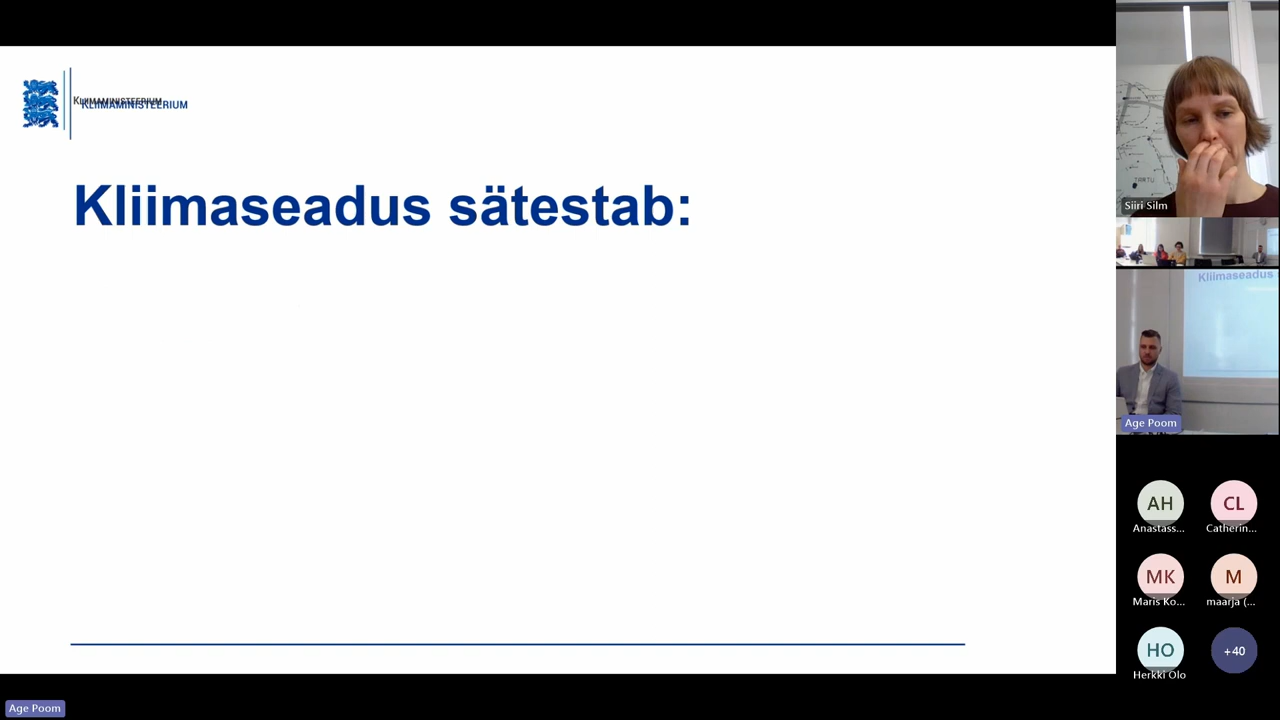 KLIIMAMINISTEERIUM
KLIIMAMINISTEERIUM
Kliimaseadus sätestab:
TARTU
Siiri Silm
Kliimaseadus
Age Poom
AH
CL
Anastass...
Catherin...
MK
M
Maris Ko...
maarja (...
HO
+40
Herkki Olo
Age Poom